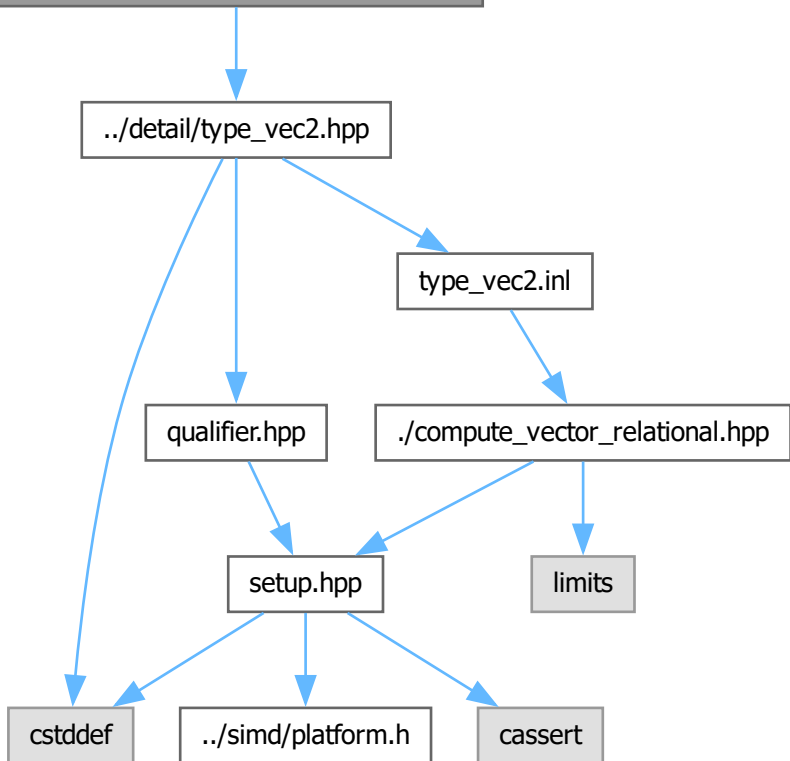 ../detail/type_vec2.hpp
type_vec2.inl
qualifier.hpp
./compute_vector_relational.hpp
setup.hpp
limits
cstddef
../simd/platform.h
cassert